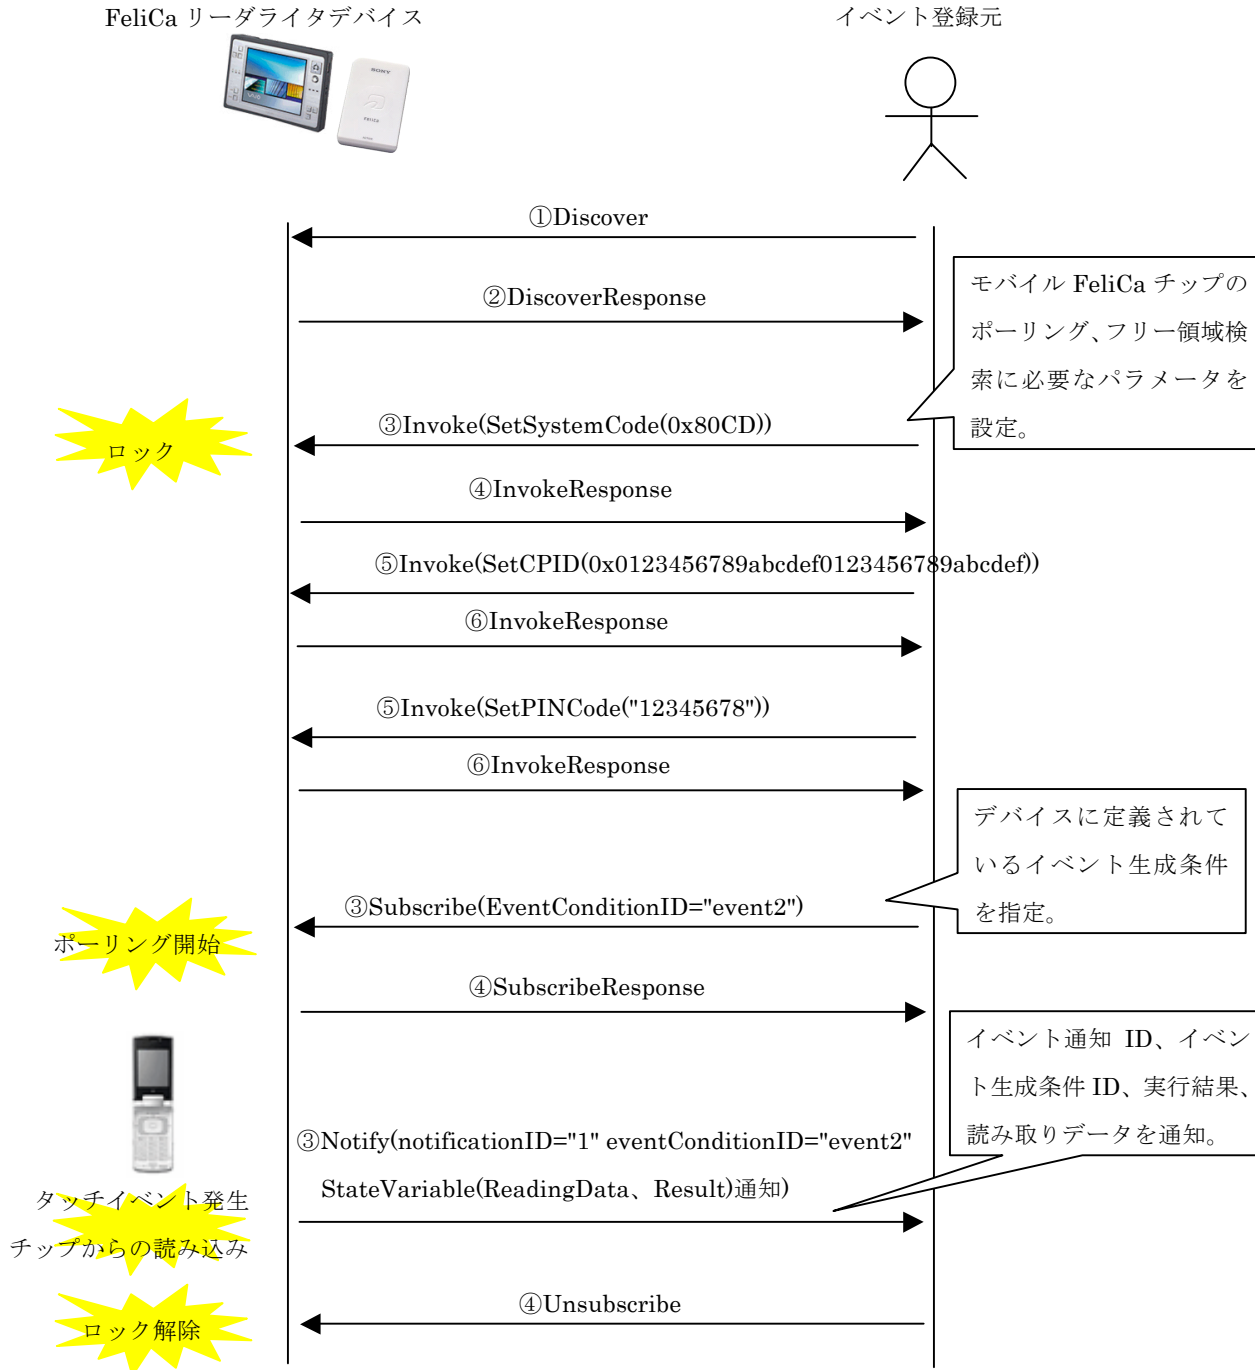 FeliCa リーダライタデバイス
イベント登録元
SONY
FeliCa
①Discover
②DiscoverResponse
モバイル FeliCa チップの
ポーリング、フリー領域検
索に必要なパラメータを
設定。
③Invoke(SetSystemCode(0x80CD))
ロック
④InvokeResponse
⑤Invoke(SetCPID(0x0123456789abcdef0123456789abcdef))
⑥InvokeResponse
⑤Invoke(SetPINCode("12345678"))
⑥InvokeResponse
デバイスに定義されて
いるイベント生成条件
を指定。
③Subscribe(EventConditionID="event2")
ポーリング開始
④SubscribeResponse
イベント通知 ID、イベン
ト生成条件 ID、実行結果、
読み取りデータを通知。
③Notify(notificationID="1" eventConditionID="event2"
StateVariable(ReadingData、Result)通知)
タッチイベント発生
チップからの読み込み
④Unsubscribe
ロック解除